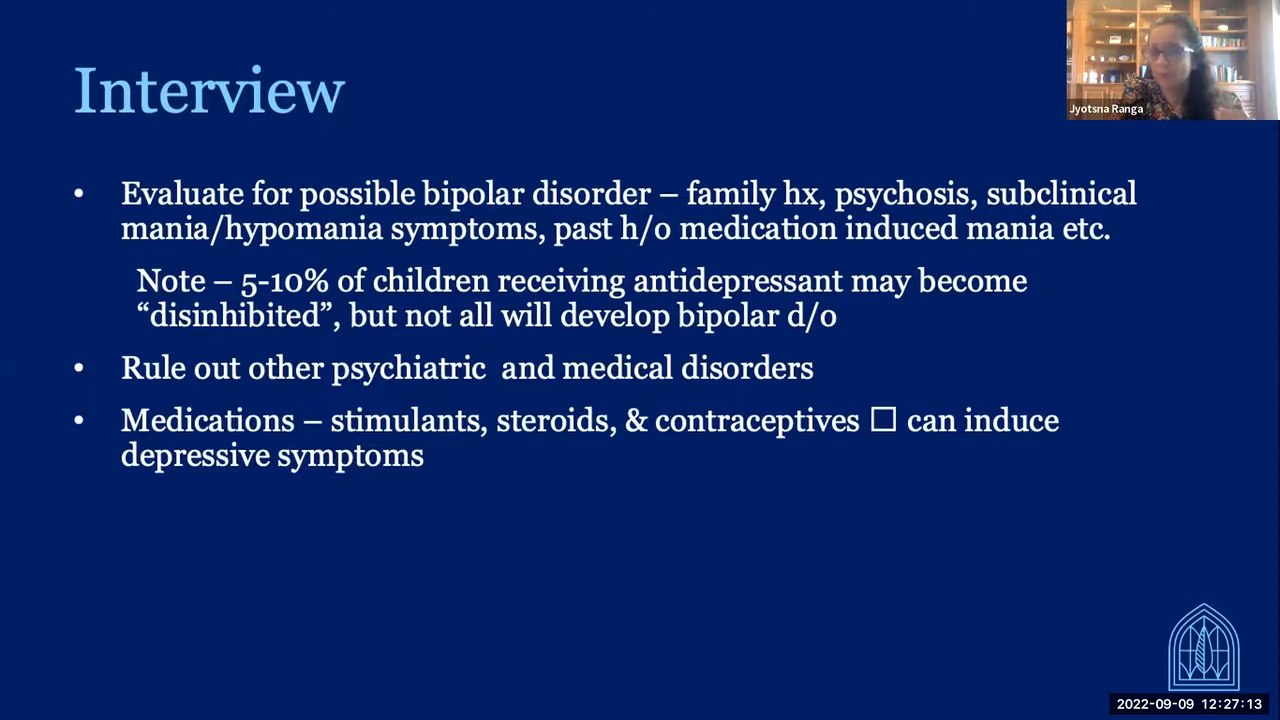 Interview
Jyotsna Ranga
• Evaluate for possible bipolar disorder – family hx, psychosis, subclinical
mania/hypomania symptoms, past h/o medication induced mania etc.
Note – 5-10% of children receiving antidepressant may become
“disinhibited”, but not all will develop bipolar d/o
• Rule out other psychiatric  and medical disorders
• Medications – stimulants, steroids, & contraceptives □ can induce
depressive symptoms
2022-09-09 12:27:13